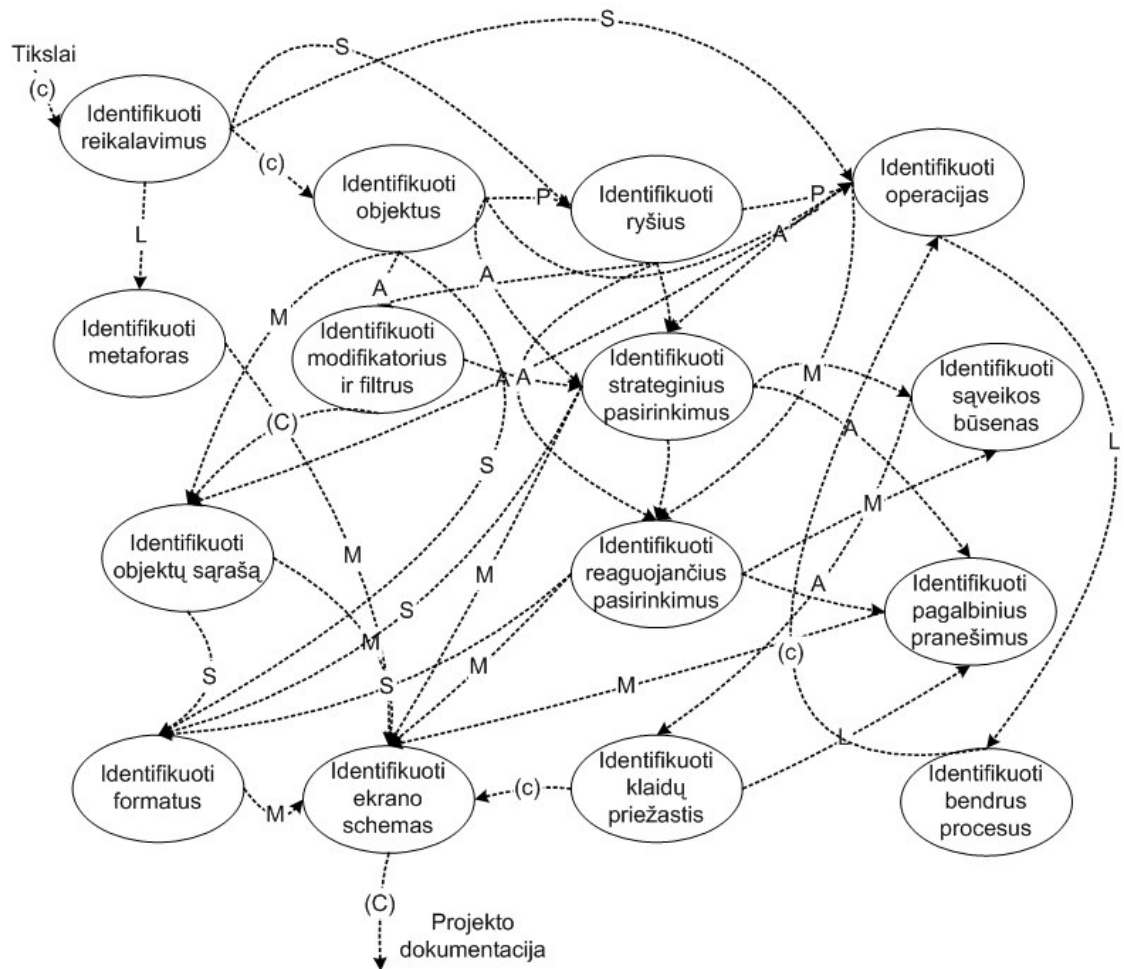 S
S
Tikslai
(c)
Identifikuoti
reikalavimus
(c)
Identifikuoti
objektus
P
Identifikuoti
ryšius
P
Identifikuoti
operacijas
L
A
A
A
M
Identifikuoti
metaforas
Identifikuoti
modifikatorius
ir filtrus
Identifikuoti
strateginius
pasirinkimus
Identifikuoti
sąveikos
būsenas
A
A
M
(C)
A
L
S
M
Identifikuoti
objektų sąrašą
M
M
Identifikuoti
reaguojančius
pasirinkimus
A
Identifikuoti
pagalbinius
pranešimus
S
M
(c)
S
S
M
M
L
Identifikuoti
formatus
M
Identifikuoti
ekrano
schemas
(c)
Identifikuoti
klaidų
priežastis
Identifikuoti
bendrus
procesus
(C)
Projekto
dokumentacija